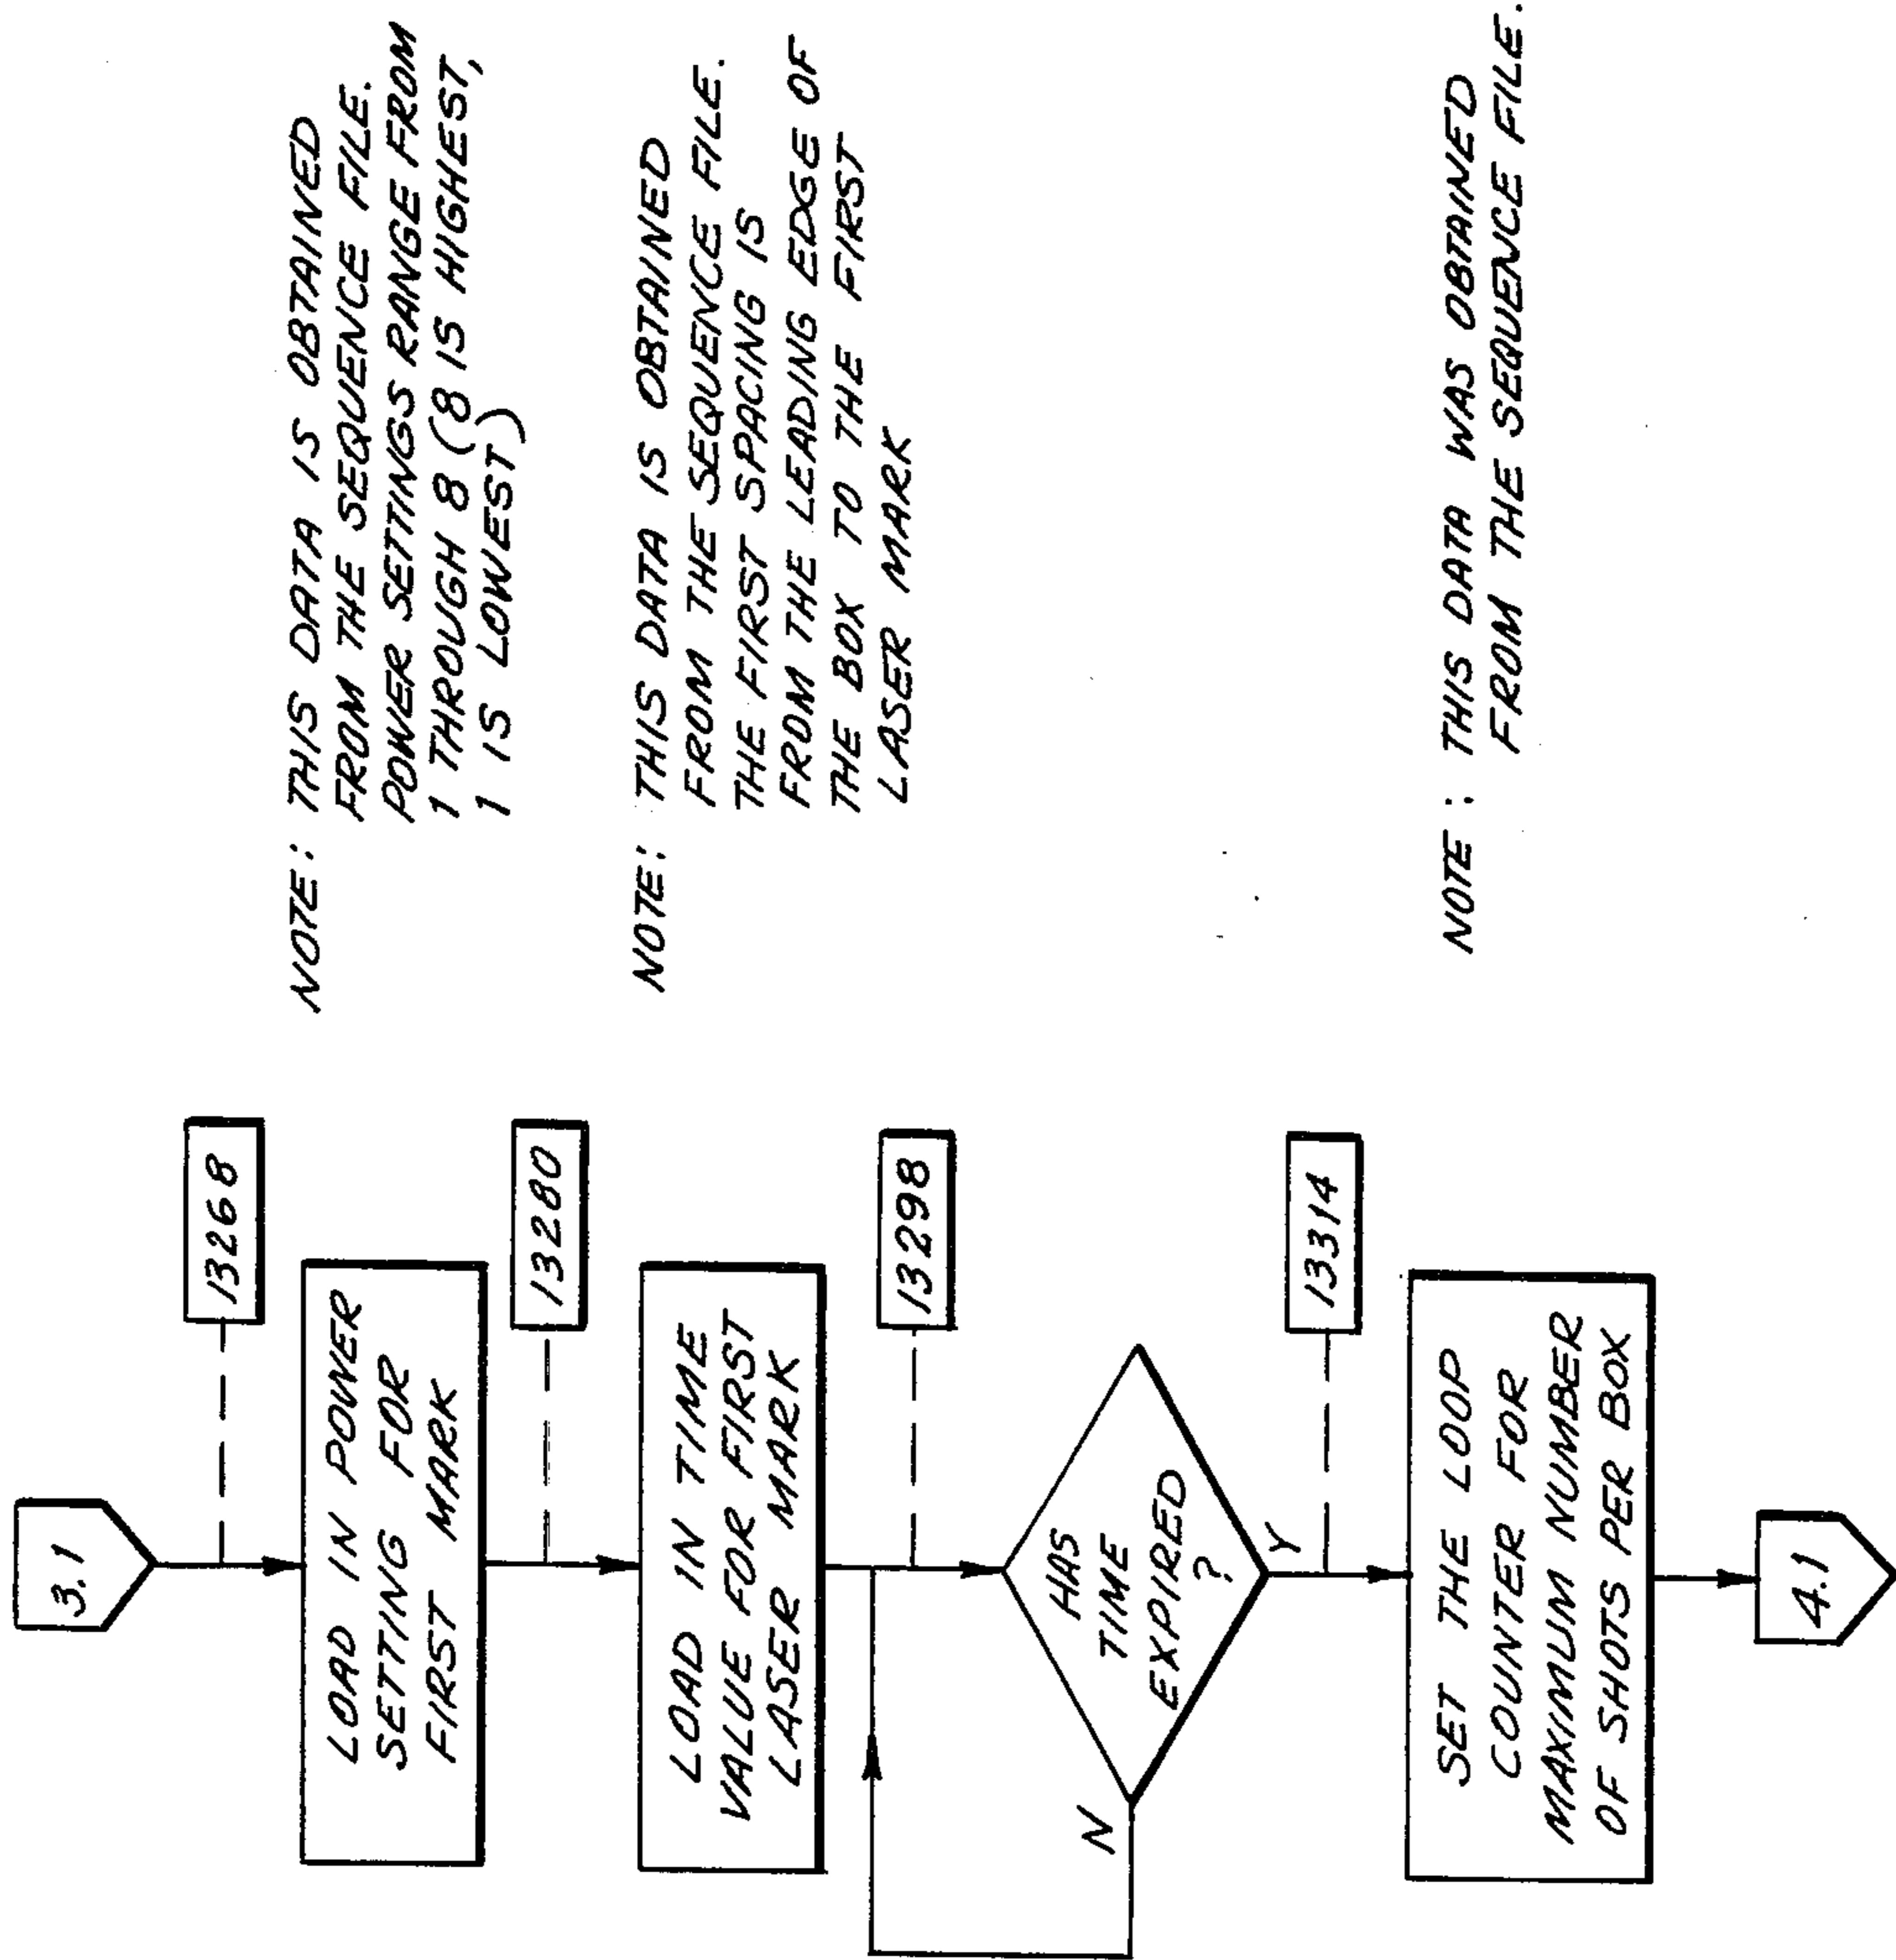 3.1
13268
LOAD IN POWER
SETTING FOR
FIRST MARK
NOTE: THIS DATA IS OBTAINED
FROM THE SEQUENCE FILE.
POWER SETTINGS RANGE FROM
1 THROUGH 8 (8 IS HIGHEST,
1 IS LOWEST)
13280
LOAD IN TIME
VALUE FOR FIRST
LASER MARK
NOTE: THIS DATA IS OBTAINED
FROM THE SEQUENCE FILE.
THE FIRST SPACING IS
FROM THE LEADING EDGE OF
THE BOX TO THE FIRST
LASER MARK
13298
HAS
TIME
EXPIRED
?
N
Y
13314
SET THE LOOP
COUNTER FOR
MAXIMUM NUMBER
OF SHOTS PER BOX
NOTE: THIS DATA WAS OBTAINED
FROM THE SEQUENCE FILE.
4.1